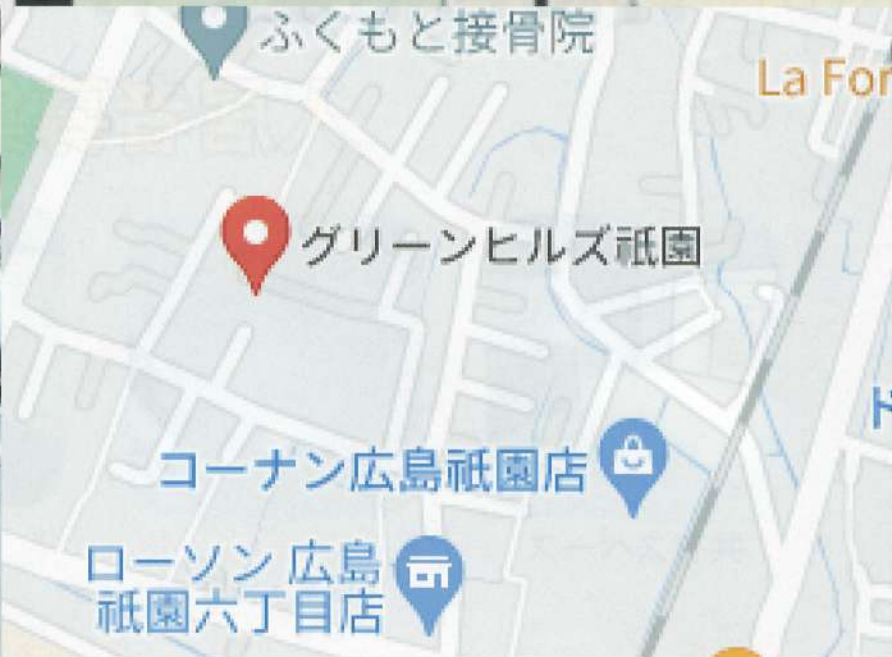 ふくもと接骨院
La For
グリーンヒルズ祇園
コーナン広島祇園店
ローソン 広島
祇園六丁目店